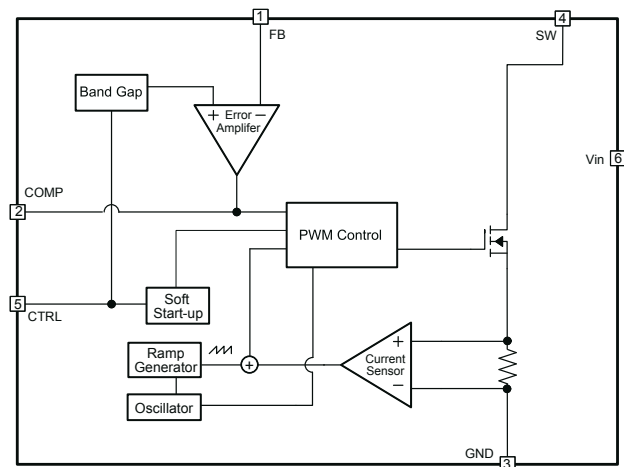 1
FB
4
SW
Band Gap
+ Error −
Amplifer
Vin
6
COMP
2
PWM Control
5
CTRL
Soft
Start-up
Ramp
Generator
+
+
Current
Sensor
−
Oscillator
GND
3